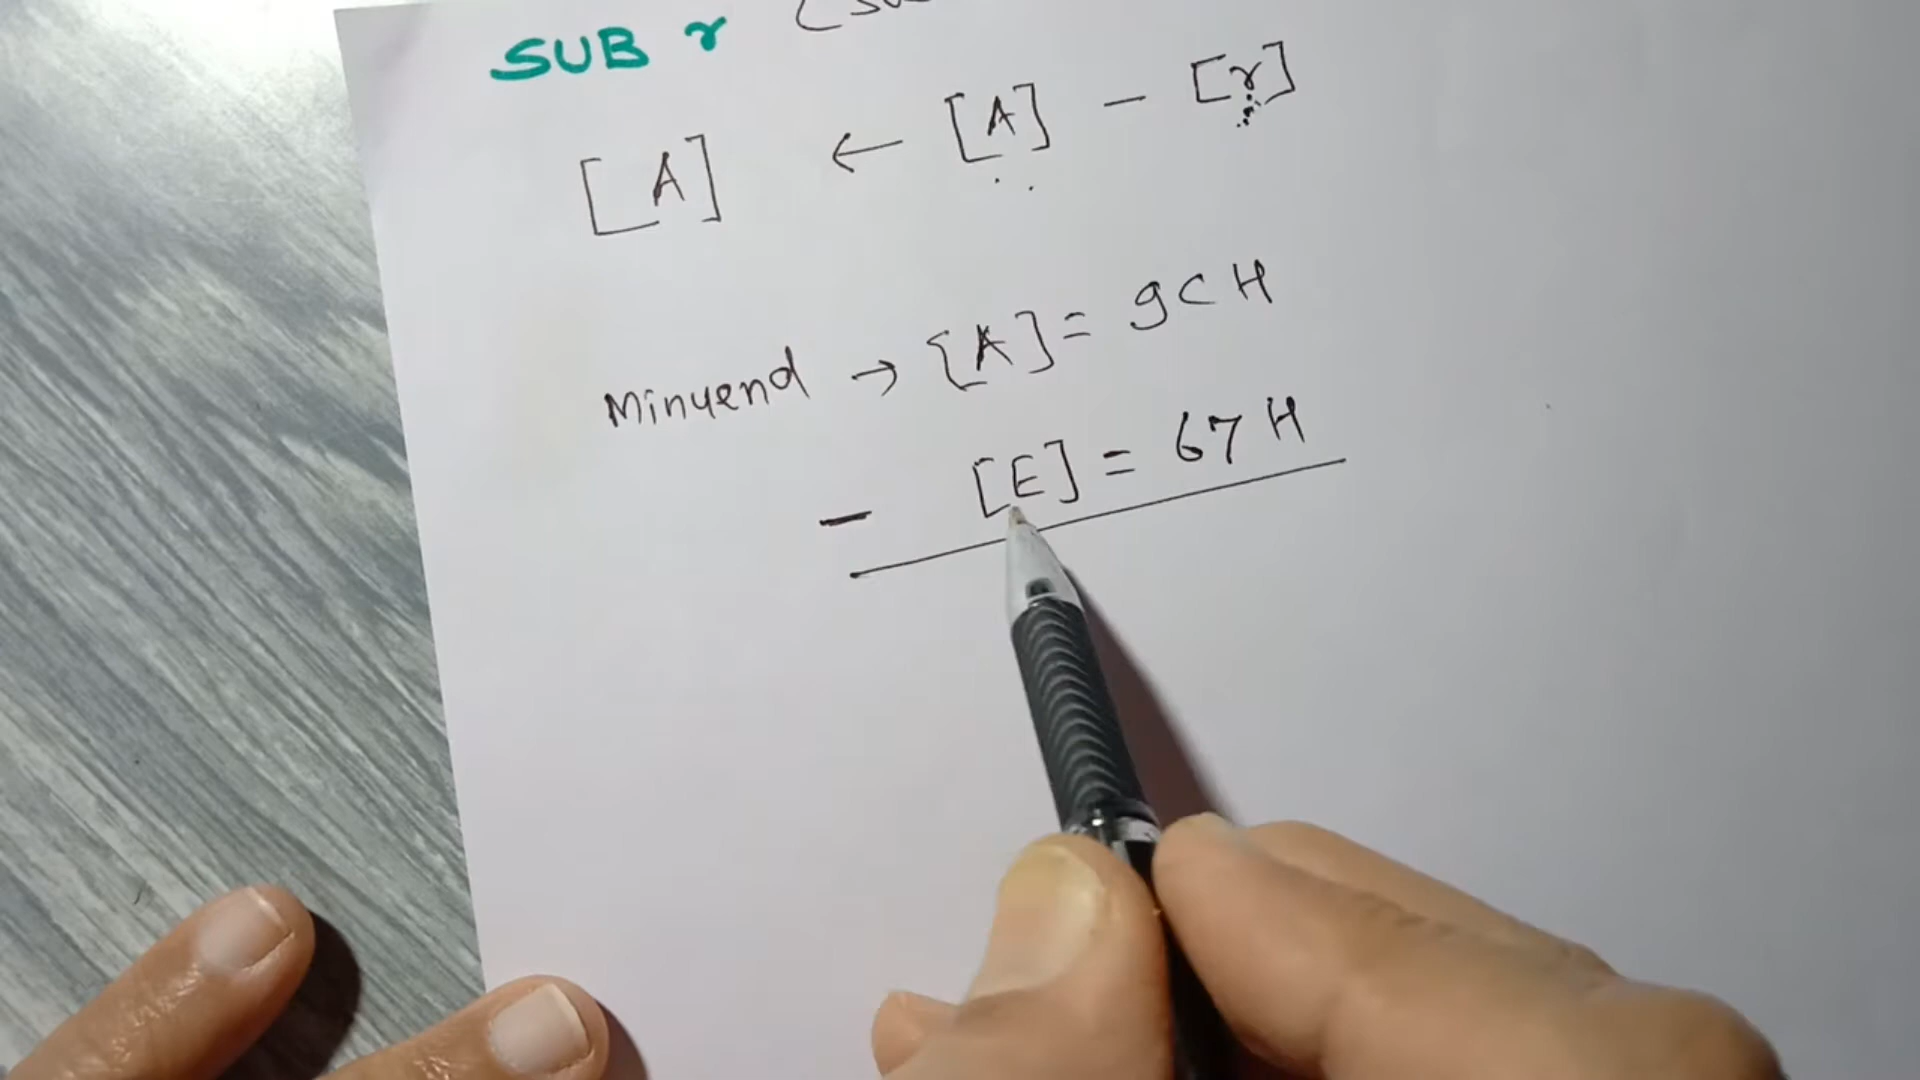 SUB r
[A] ← [A] - [r]
Minuend → [A] = 9CH
- [E] = 67H